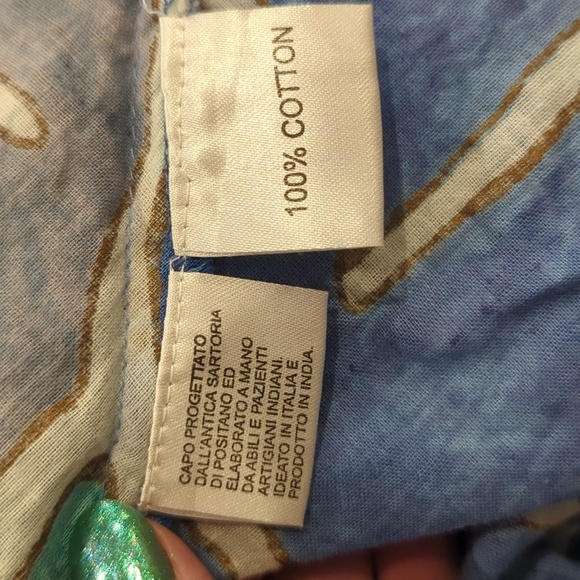 100% COTTON
CAPO PROGETTATO
DALL'ANTICA SARTORIA
DI POSITANO ED
ELABORATO A MANO
DA ABILI E PAZIENTI
ARTIGIANI INDIANI.
IDEATO IN ITALIA E
PRODOTTO IN INDIA.